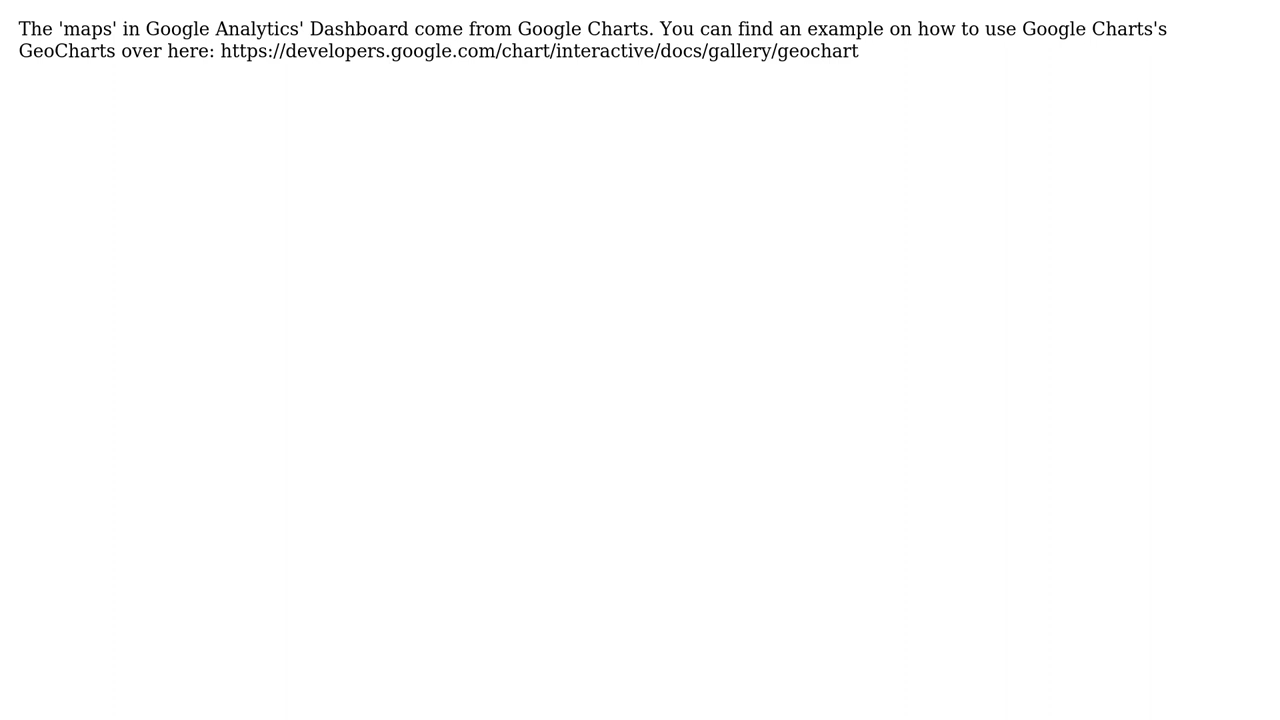 The 'maps' in Google Analytics' Dashboard come from Google Charts. You can find an example on how to use Google Charts's
GeoCharts over here: https://developers.google.com/chart/interactive/docs/gallery/geochart